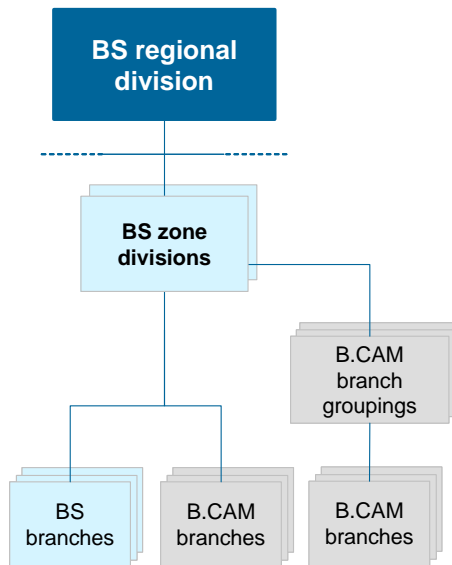 BS regional
division
BS zone
divisions
B.CAM
branch
groupings
BS
branches
B.CAM
branches
B.CAM
branches